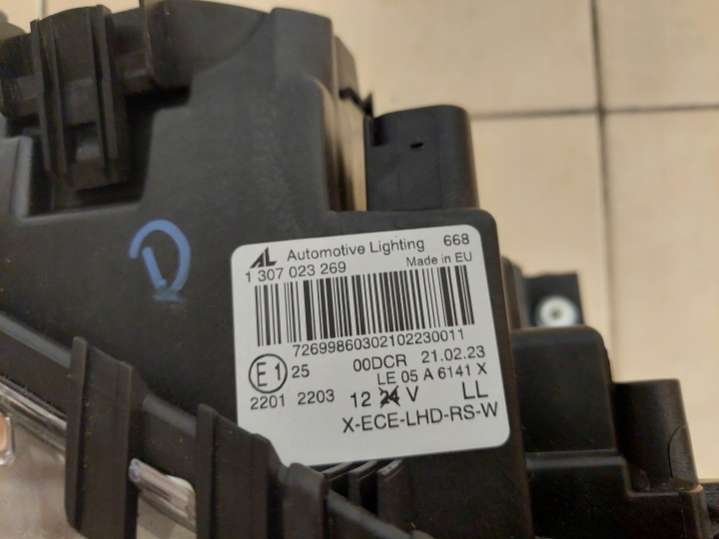 AL Automotive Lighting 668
1 307 023 269 Made in EU
72699860302102230011
E1 25 00DCR 21.02.23
LE 05 A 6141 X
2201 2203 12 24 V LL
X-ECE-LHD-RS-W